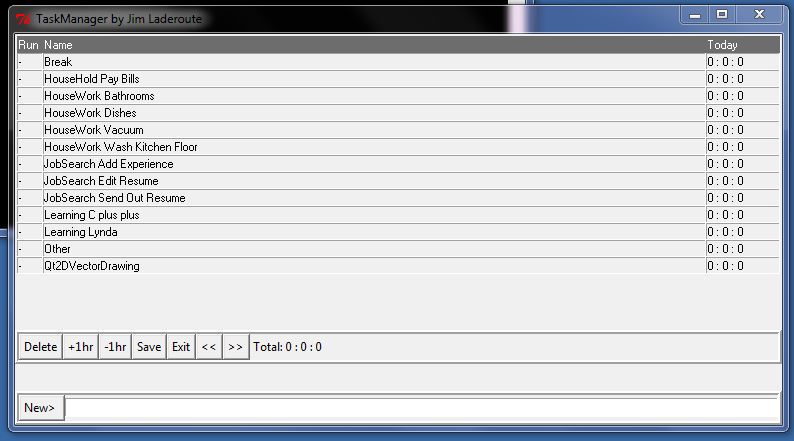 TaskManager by Jim Laderoute
Run Name Today
- Break 0 : 0 : 0
- HouseHold Pay Bills 0 : 0 : 0
- HouseWork Bathrooms 0 : 0 : 0
- HouseWork Dishes 0 : 0 : 0
- HouseWork Vacuum 0 : 0 : 0
- HouseWork Wash Kitchen Floor 0 : 0 : 0
- JobSearch Add Experience 0 : 0 : 0
- JobSearch Edit Resume 0 : 0 : 0
- JobSearch Send Out Resume 0 : 0 : 0
- Learning C plus plus 0 : 0 : 0
- Learning Lynda 0 : 0 : 0
- Other 0 : 0 : 0
- Qt2DVectorDrawing 0 : 0 : 0
Delete +1hr -1hr Save Exit << >> Total: 0 : 0 : 0
New>